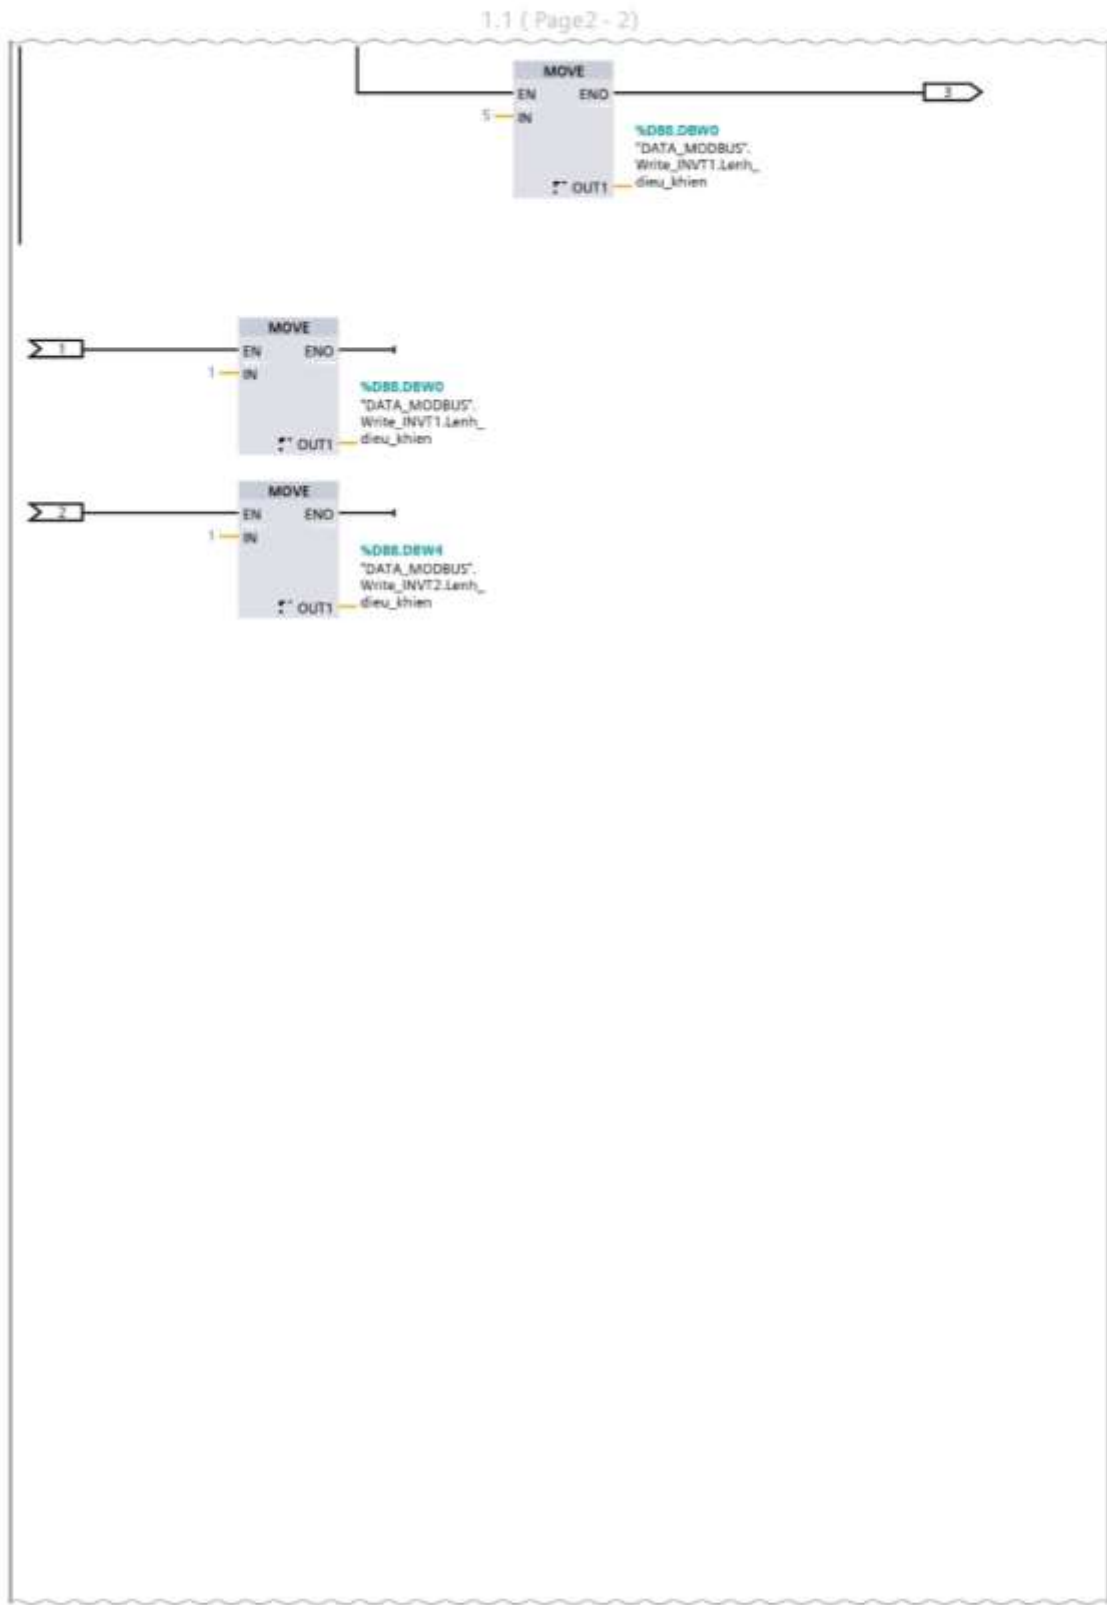 1.1 ( Page2 - 2)
MOVE
EN ENO
5 IN
3
%DB8.DBW0
"DATA_MODBUS".
Write_INVT1.Lenh_
dieu_khien
OUT1
1
MOVE
EN ENO
1 IN
%DB8.DBW0
"DATA_MODBUS".
Write_INVT1.Lenh_
dieu_khien
OUT1
2
MOVE
EN ENO
1 IN
%DB8.DBW4
"DATA_MODBUS".
Write_INVT2.Lenh_
dieu_khien
OUT1